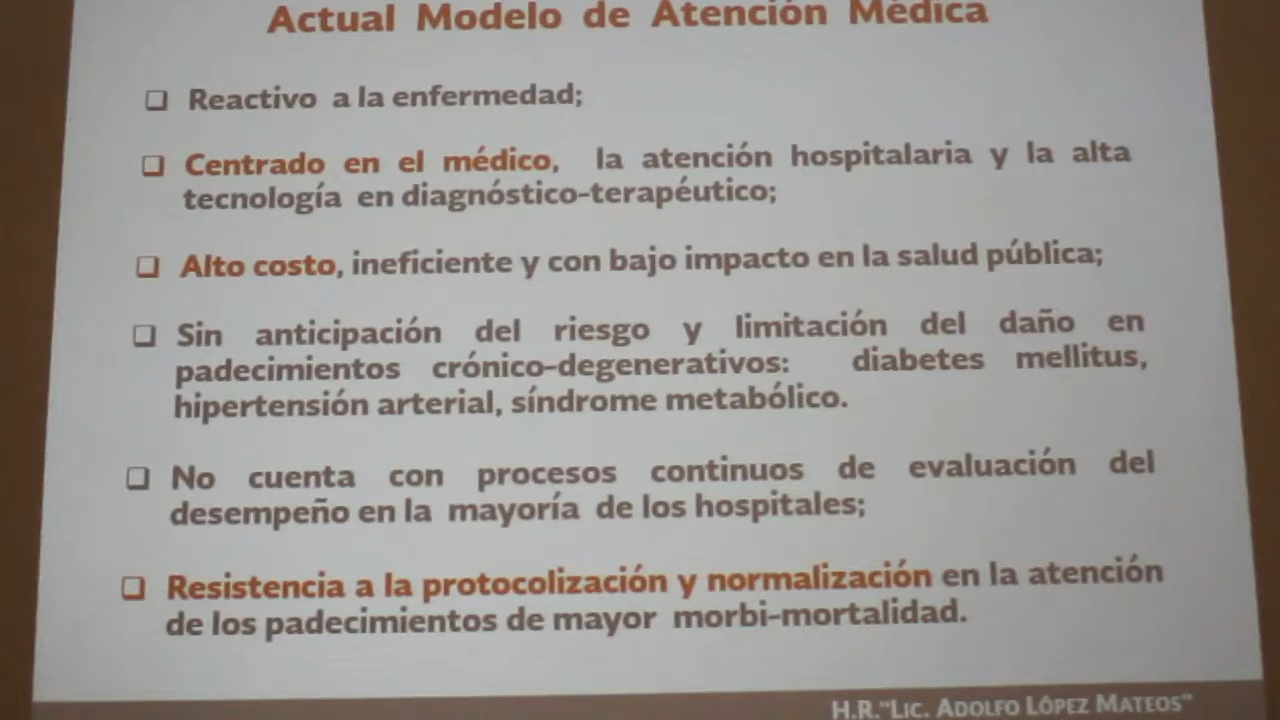 Actual Modelo de Atención Médica
❑ Reactivo a la enfermedad;
❑ Centrado en el médico, la atención hospitalaria y la alta
tecnología en diagnóstico-terapéutico;
❑ Alto costo, ineficiente y con bajo impacto en la salud pública;
❑ Sin anticipación del riesgo y limitación del daño en
padecimientos crónico-degenerativos: diabetes mellitus,
hipertensión arterial, síndrome metabólico.
❑ No cuenta con procesos continuos de evaluación del
desempeño en la mayoría de los hospitales;
❑ Resistencia a la protocolización y normalización en la atención
de los padecimientos de mayor morbi-mortalidad.
H.R."LIC. ADOLFO LÓPEZ MATEOS"